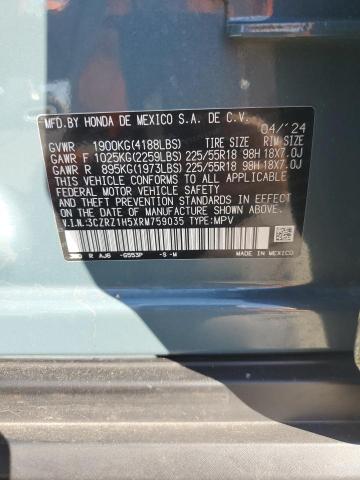 MFD.BY HONDA DE MEXICO S.A. DE C.V.
04/'24
GVWR 1900KG(4188LBS) TIRE SIZE RIM SIZE
GAWR F 1025KG(2259LBS) 225/55R18 98H 18X7.0J
GAWR R 895KG(1973LBS) 225/55R18 98H 18X7.0J
THIS VEHICLE CONFORMS TO ALL APPLICABLE
FEDERAL MOTOR VEHICLE SAFETY AND
THEFT PREVENTION STANDARDS IN EFFECT
ON THE DATE OF MANUFACTURE SHOWN ABOVE.
V.I.N.:3CZRZ1H5XRM759035 TYPE:MPV
R AJ6 -G553P -S-M
MADE IN MEXICO